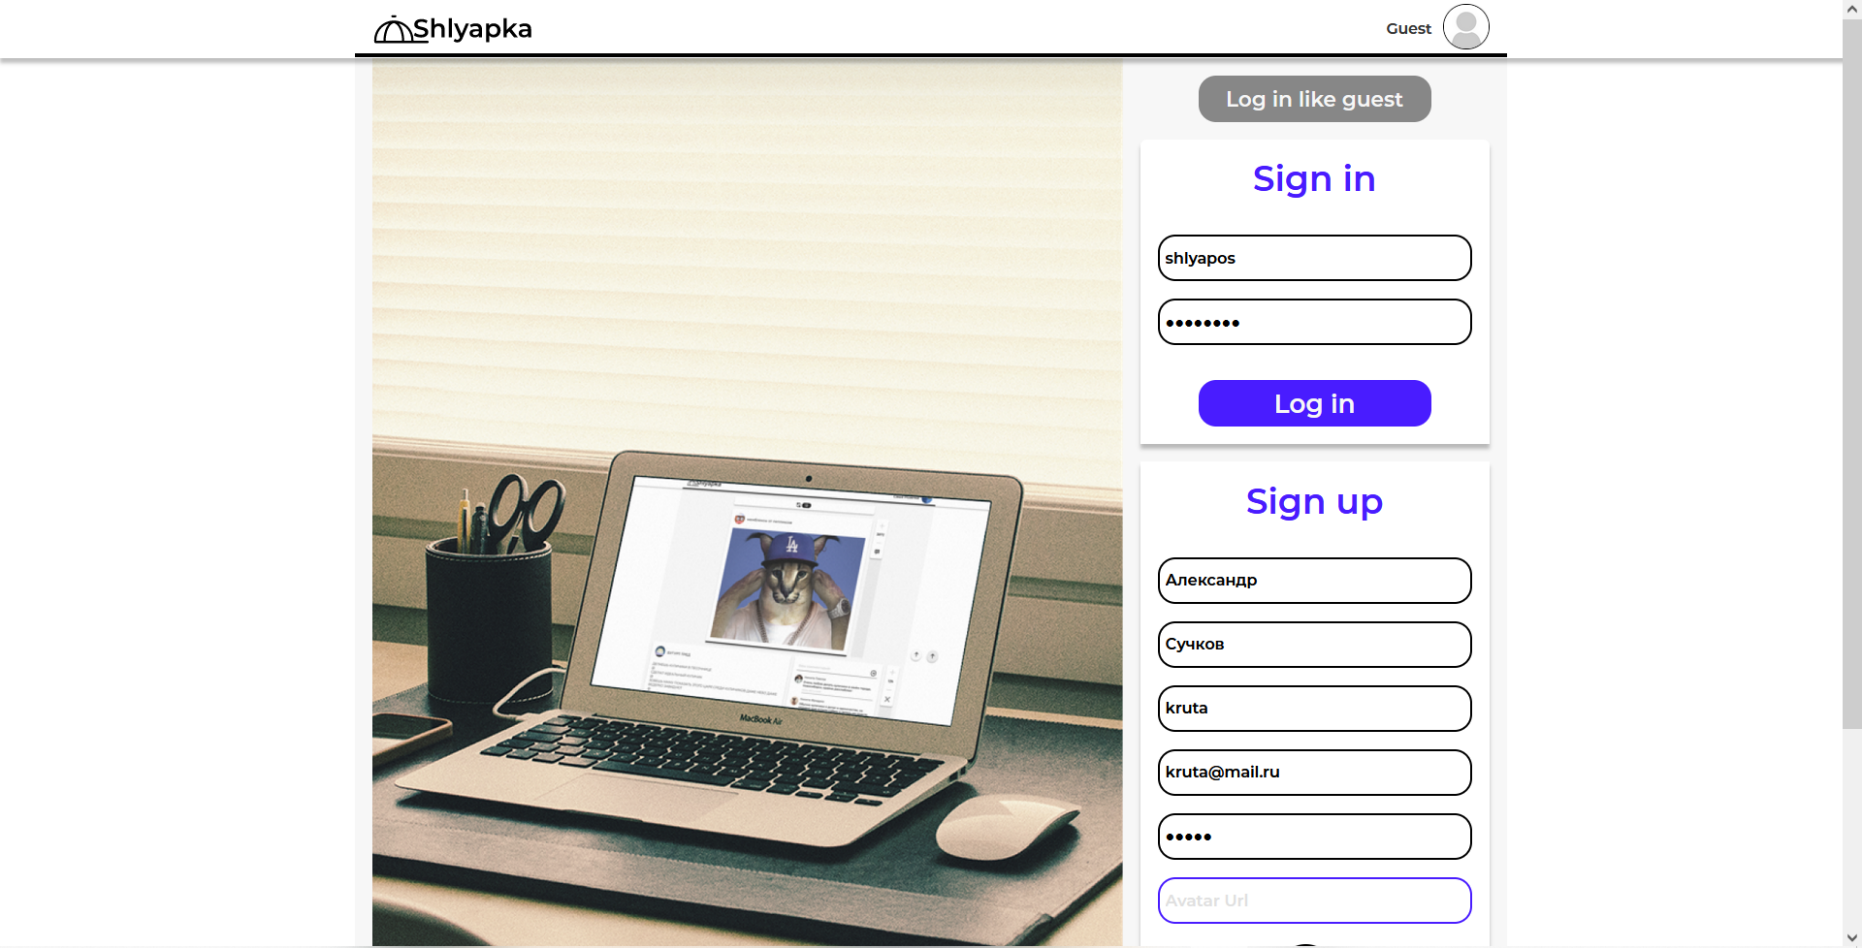 Shlyapka
Guest
Log in like guest
Sign in
shlyapos
••••••••
Log in
Sign up
Александр
Сучков
kruta
kruta@mail.ru
•••••
Avatar Url
MacBook Air
LA